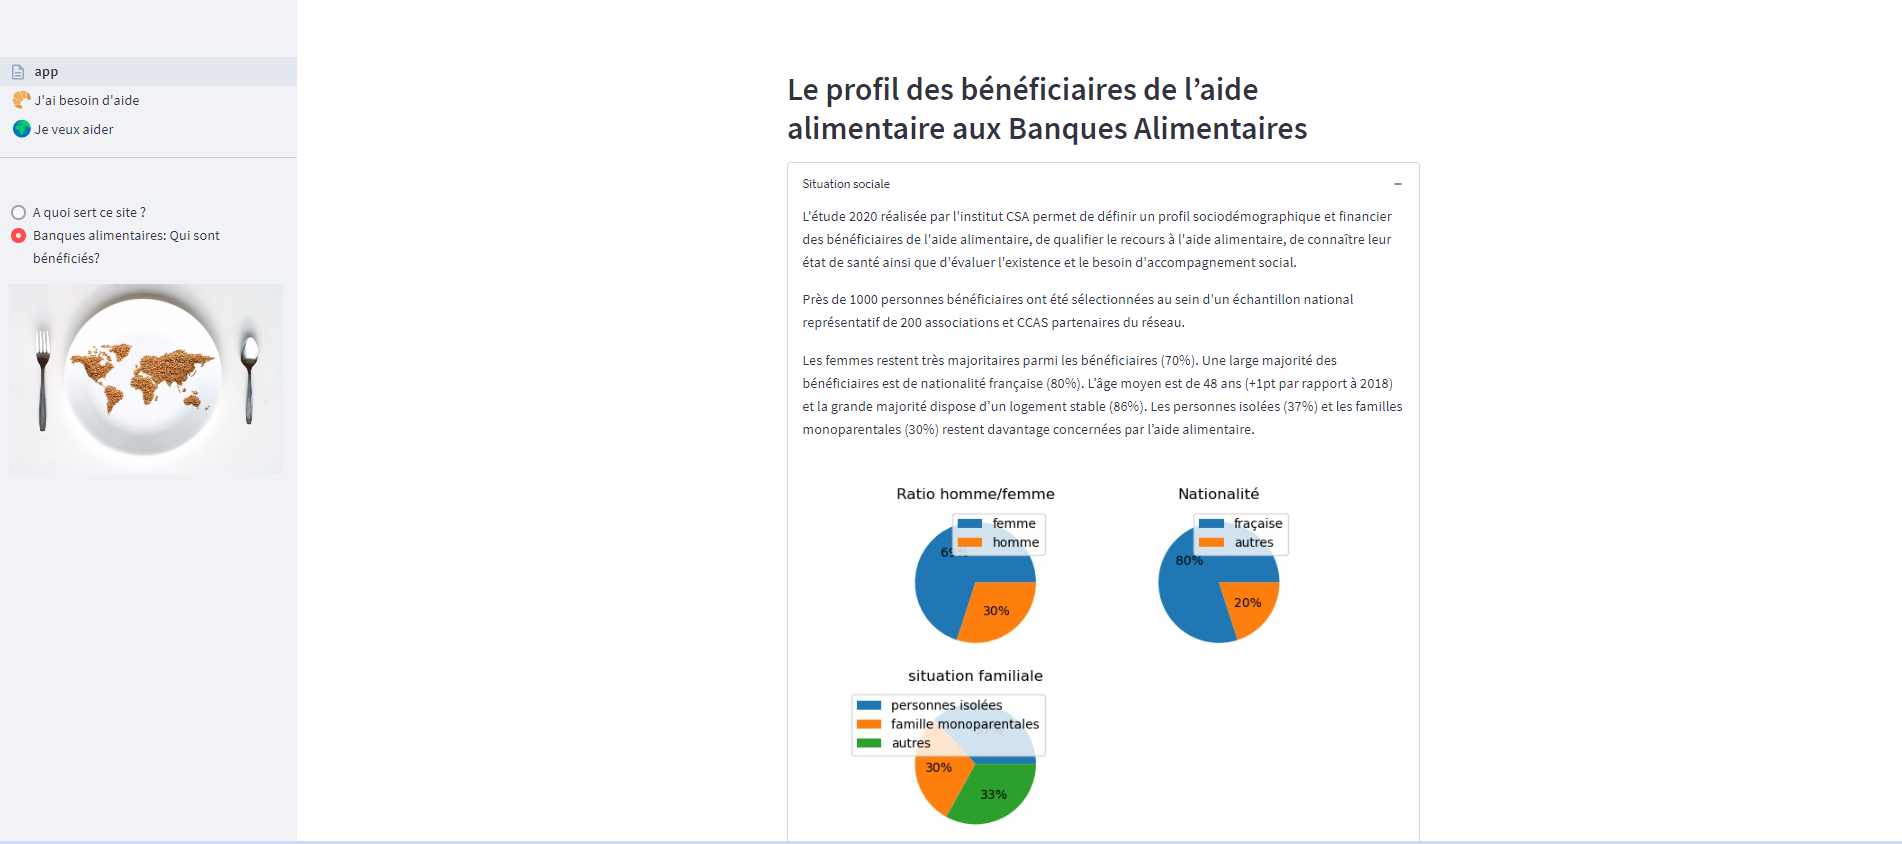 app
J'ai besoin d'aide
Je veux aider
A quoi sert ce site ?
Banques alimentaires: Qui sont
bénéficiés?
Le profil des bénéficiaires de l’aide
alimentaire aux Banques Alimentaires
Situation sociale
L'étude 2020 réalisée par l'institut CSA permet de définir un profil sociodémographique et financier
des bénéficiaires de l'aide alimentaire, de qualifier le recours à l'aide alimentaire, de connaître leur
état de santé ainsi que d'évaluer l'existence et le besoin d'accompagnement social.
Près de 1000 personnes bénéficiaires ont été sélectionnées au sein d'un échantillon national
représentatif de 200 associations et CCAS partenaires du réseau.
Les femmes restent très majoritaires parmi les bénéficiaires (70%). Une large majorité des
bénéficiaires est de nationalité française (80%). L’âge moyen est de 48 ans (+1pt par rapport à 2018)
et la grande majorité dispose d’un logement stable (86%). Les personnes isolées (37%) et les familles
monoparentales (30%) restent davantage concernées par l’aide alimentaire.
Ratio homme/femme
femme
homme
69%
30%
Nationalité
fraçaise
autres
80%
20%
situation familiale
personnes isolées
famille monoparentales
autres
30%
33%